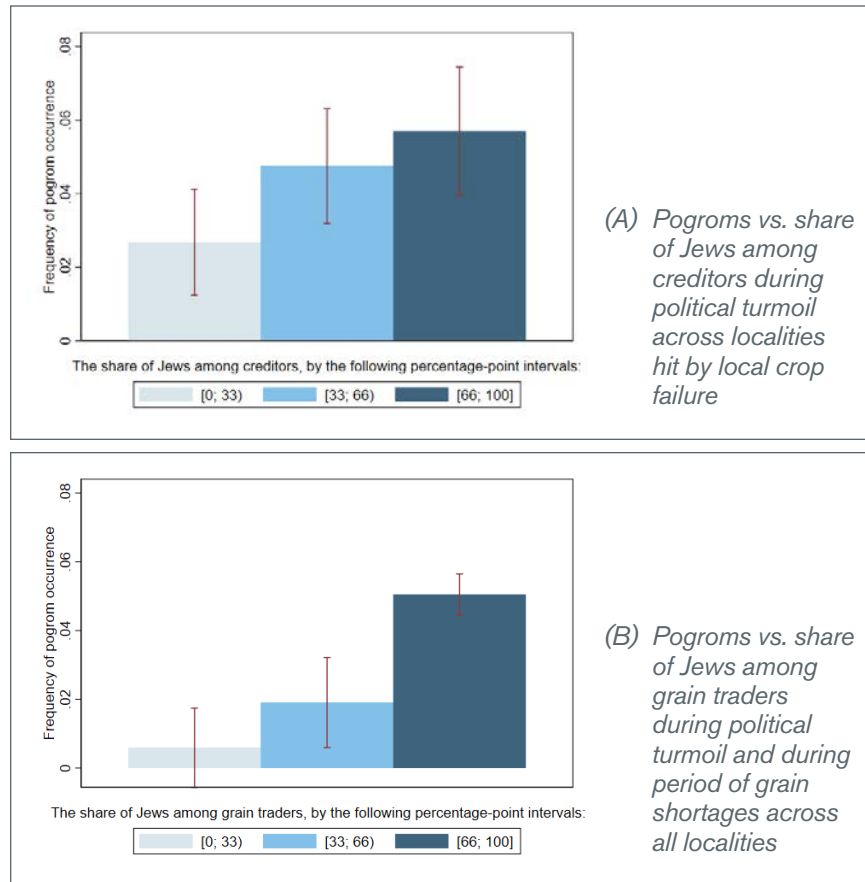 Frequency of pogrom occurrence
.08
.06
.04
.02
0
The share of Jews among creditors, by the following percentage-point intervals:
[0; 33) [33; 66) [66; 100]
(A) Pogroms vs. share
of Jews among
creditors during
political turmoil
across localities
hit by local crop
failure
Frequency of pogrom occurrence
.08
.06
.04
.02
0
The share of Jews among grain traders, by the following percentage-point intervals:
[0; 33) [33; 66) [66; 100]
(B) Pogroms vs. share
of Jews among
grain traders
during political
turmoil and during
period of grain
shortages across
all localities